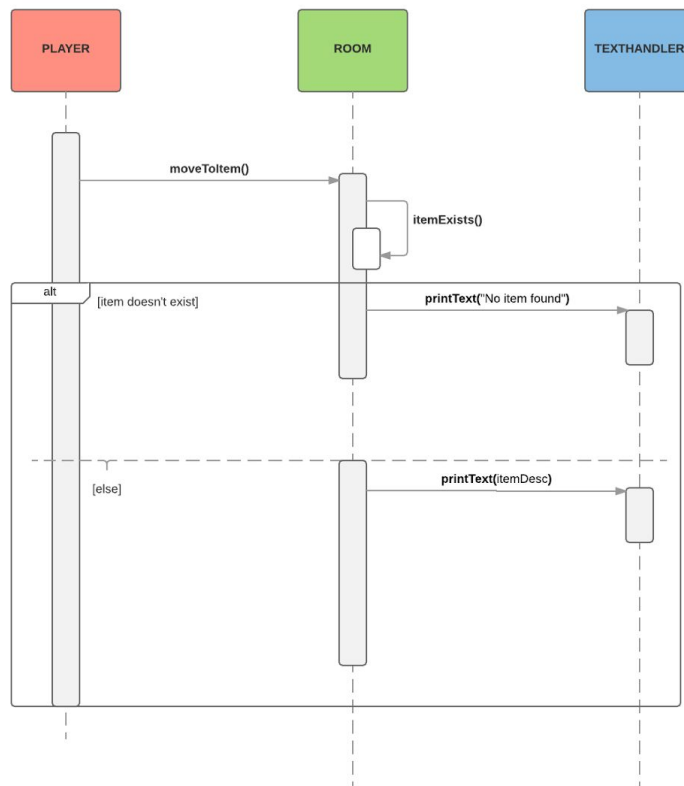 PLAYER
ROOM
TEXTHANDLER
moveToItem()
itemExists()
alt
[item doesn't exist]
printText("No item found")
[else]
printText(itemDesc)